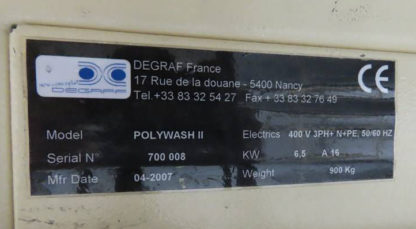 DEGRAF
DEGRAF France
17 Rue de la douane - 5400 Nancy
Tel.+33 83 32 54 27 Fax + 33 83 32 76 49
CE
Model POLYWASH II Electrics 400 V 3PH+ N+PE, 50/60 HZ
Serial N° 700 008 KW 6,5 A 16
Mfr Date 04-2007 Weight 900 Kg